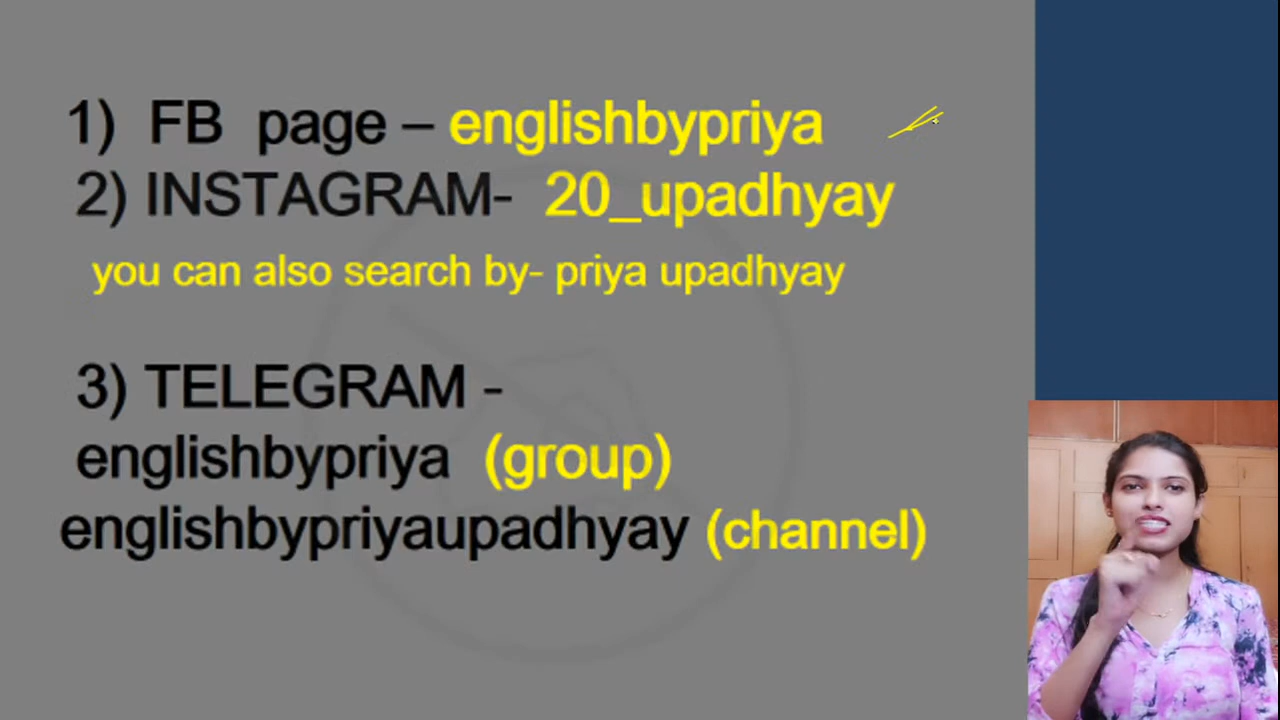 1) FB page – englishbypriya
2) INSTAGRAM- 20_upadhyay
you can also search by- priya upadhyay
3) TELEGRAM -
englishbypriya (group)
englishbypriyaupadhyay (channel)